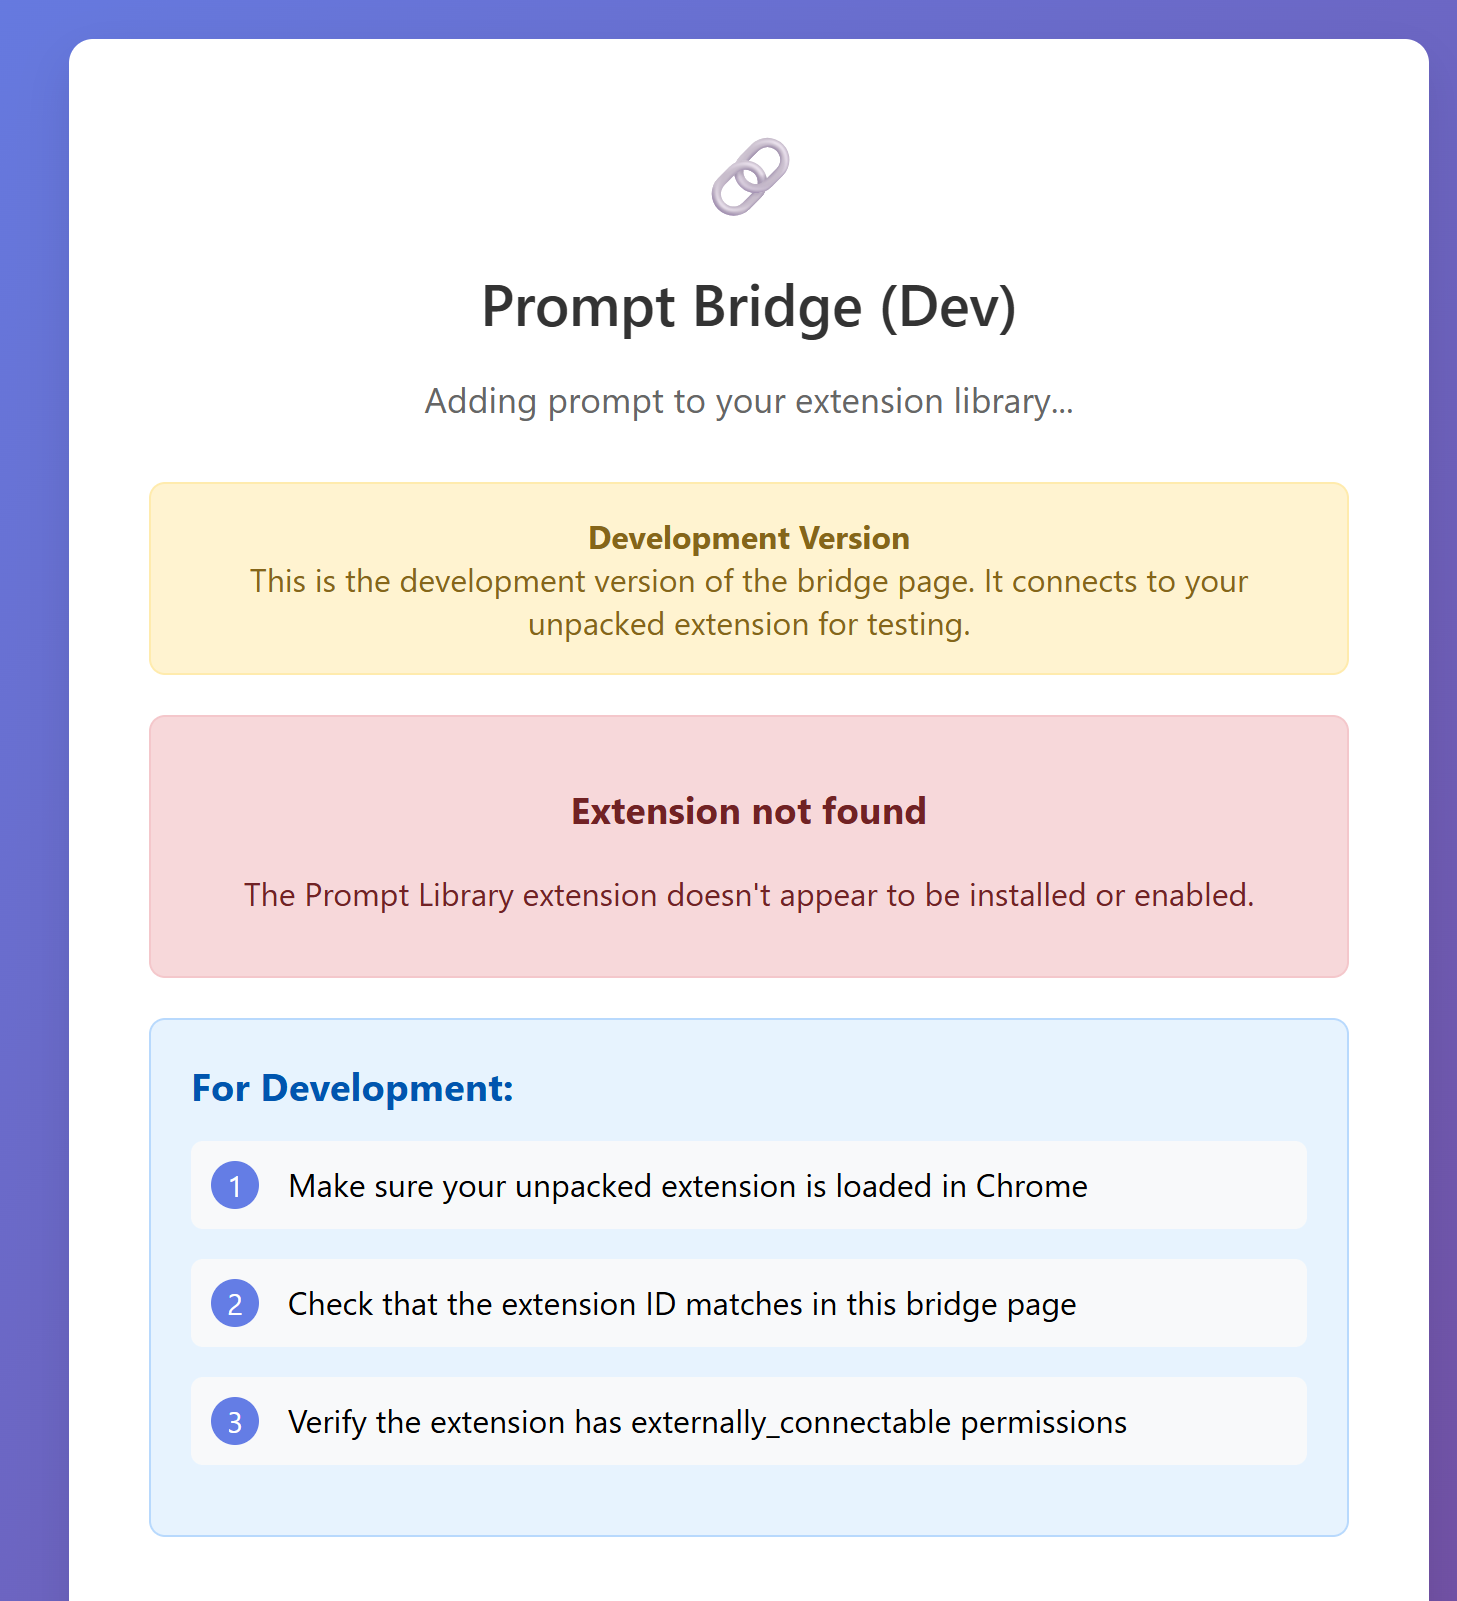 Prompt Bridge (Dev)
Adding prompt to your extension library...
Development Version
This is the development version of the bridge page. It connects to your
unpacked extension for testing.
Extension not found
The Prompt Library extension doesn't appear to be installed or enabled.
For Development:
1 Make sure your unpacked extension is loaded in Chrome
2 Check that the extension ID matches in this bridge page
3 Verify the extension has externally_connectable permissions